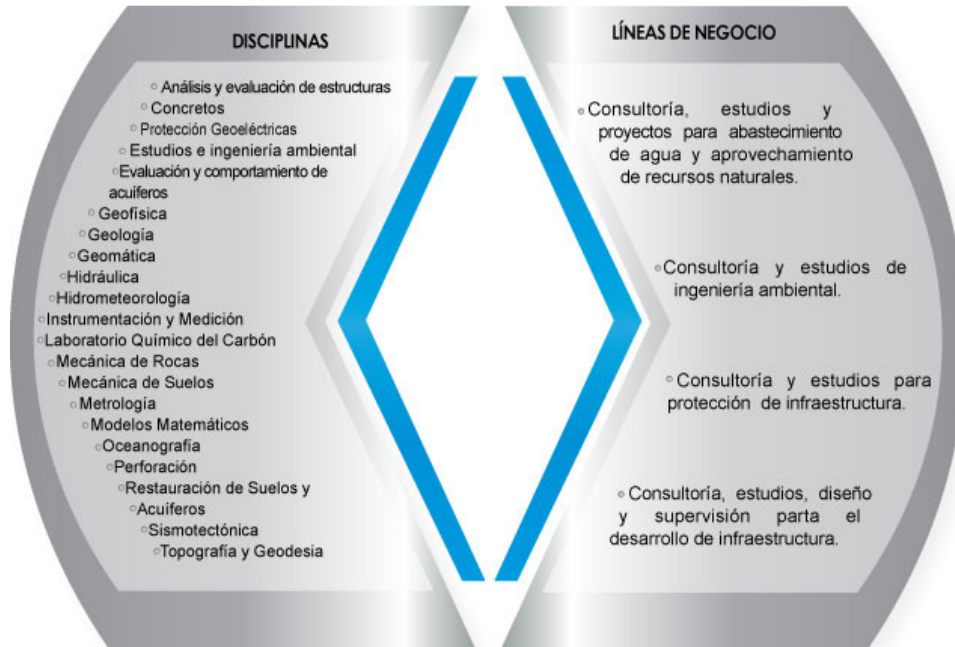 DISCIPLINAS
◦ Análisis y evaluación de estructuras
◦ Concretos
◦ Protección Geoeléctricas
◦ Estudios e ingeniería ambiental
◦ Evaluación y comportamiento de
acuíferos
◦ Geofísica
◦ Geología
◦ Geomática
◦ Hidráulica
◦ Hidrometeorología
◦ Instrumentación y Medición
◦ Laboratorio Químico del Carbón
◦ Mecánica de Rocas
◦ Mecánica de Suelos
◦ Metrología
◦ Modelos Matemáticos
◦ Oceanografía
◦ Perforación
◦ Restauración de Suelos y
◦ Acuíferos
◦ Sismotectónica
◦ Topografía y Geodesia
LÍNEAS DE NEGOCIO
◦ Consultoría, estudios y
proyectos para abastecimiento
de agua y aprovechamiento
de recursos naturales.
◦ Consultoría y estudios de
ingeniería ambiental.
◦ Consultoría y estudios para
protección de infraestructura.
◦ Consultoría, estudios, diseño
y supervisión parta el
desarrollo de infraestructura.